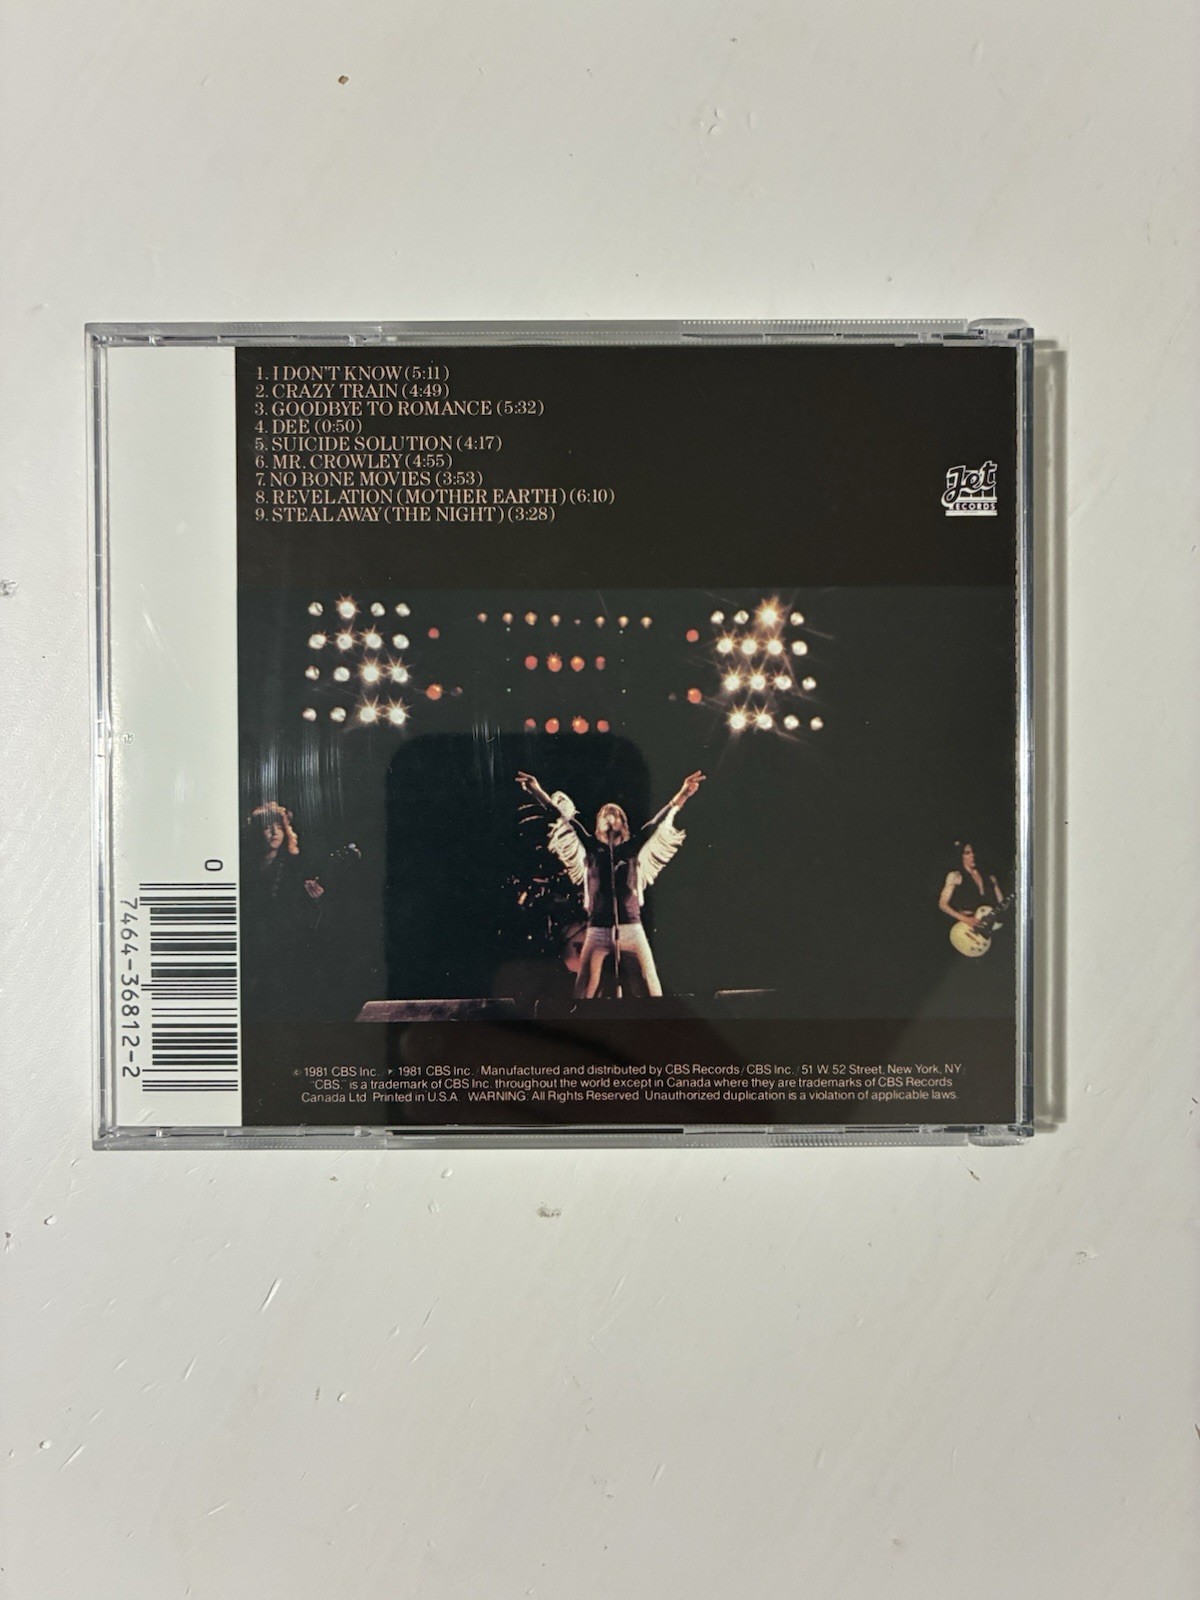 1. I DON'T KNOW (5:11)
2. CRAZY TRAIN (4:49)
3. GOODBYE TO ROMANCE (5:32)
4. DEE (0:50)
5. SUICIDE SOLUTION (4:17)
6. MR. CROWLEY (4:55)
7. NO BONE MOVIES (3:53)
8. REVELATION (MOTHER EARTH) (6:10)
9. STEAL AWAY (THE NIGHT) (3:28)
Jet
RECORDS
0
7464-36812-2
© 1981 CBS Inc. ℗ 1981 CBS Inc. / Manufactured and distributed by CBS Records / CBS Inc. / 51 W. 52 Street, New York, NY /
"CBS" is a trademark of CBS Inc. throughout the world except in Canada where they are trademarks of CBS Records
Canada Ltd. Printed in U.S.A. WARNING: All Rights Reserved. Unauthorized duplication is a violation of applicable laws.